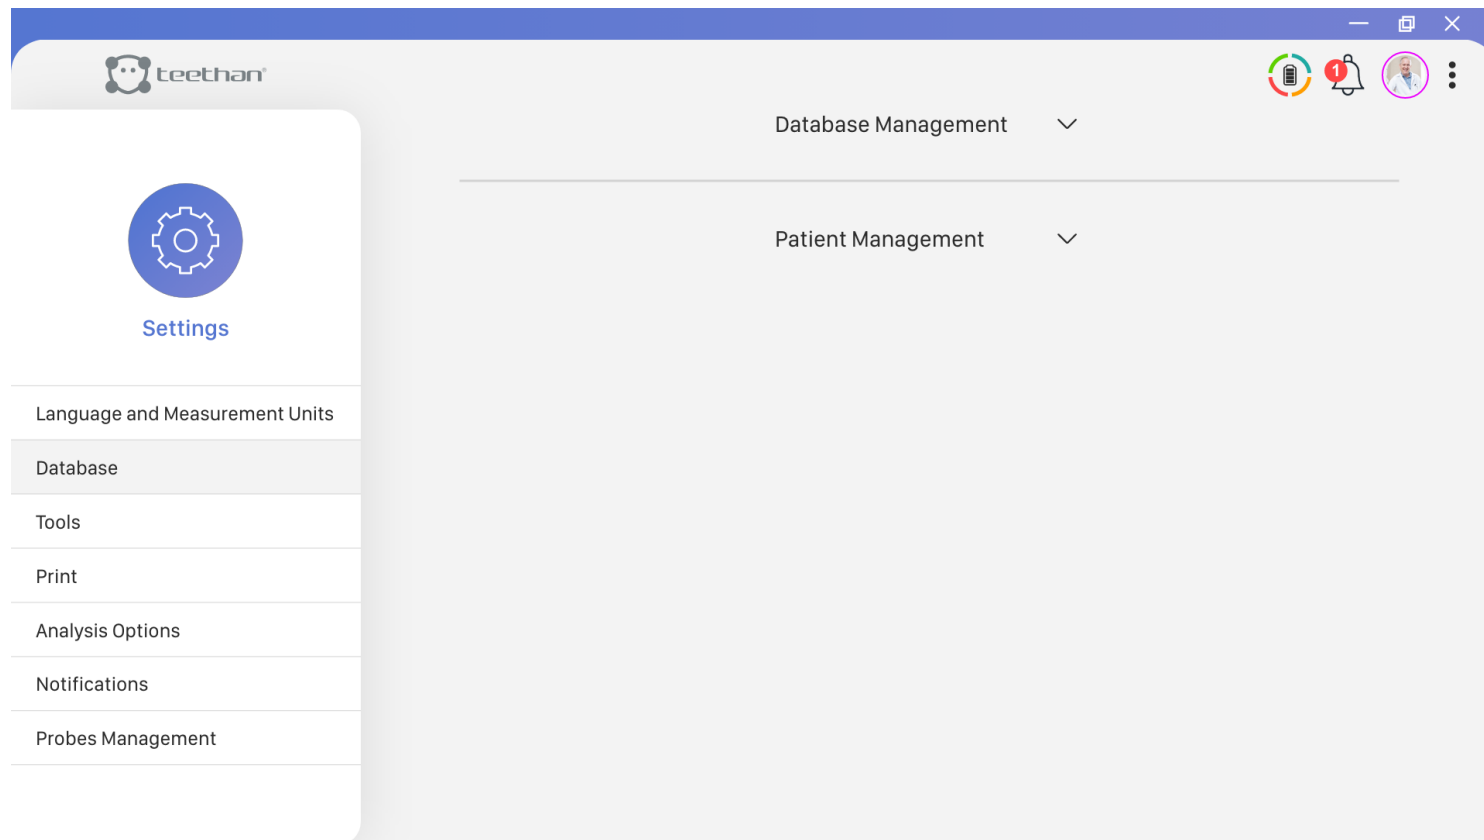 teethan®
1
Database Management
Patient Management
Settings
Language and Measurement Units
Database
Tools
Print
Analysis Options
Notifications
Probes Management